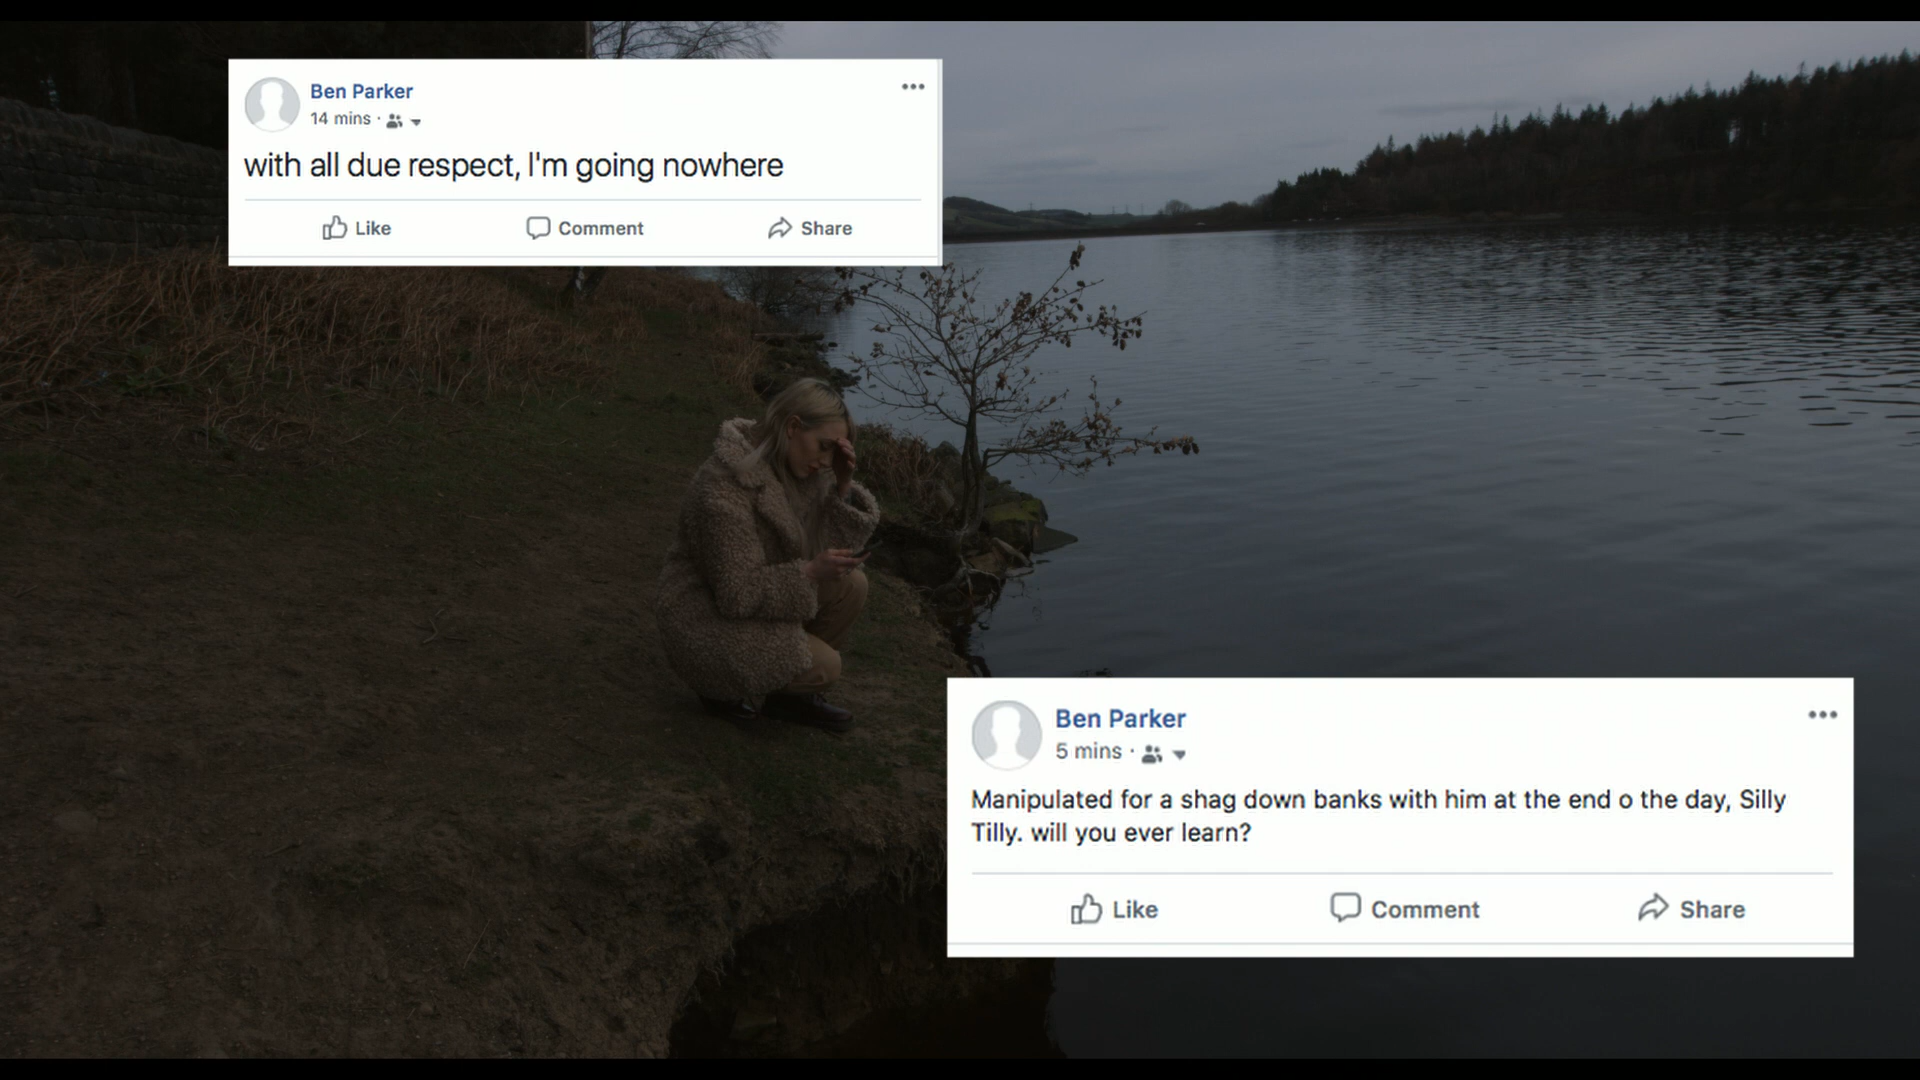 Ben Parker
14 mins ·
with all due respect, I'm going nowhere
Like Comment Share
Ben Parker
5 mins ·
Manipulated for a shag down banks with him at the end o the day, Silly
Tilly. will you ever learn?
Like Comment Share